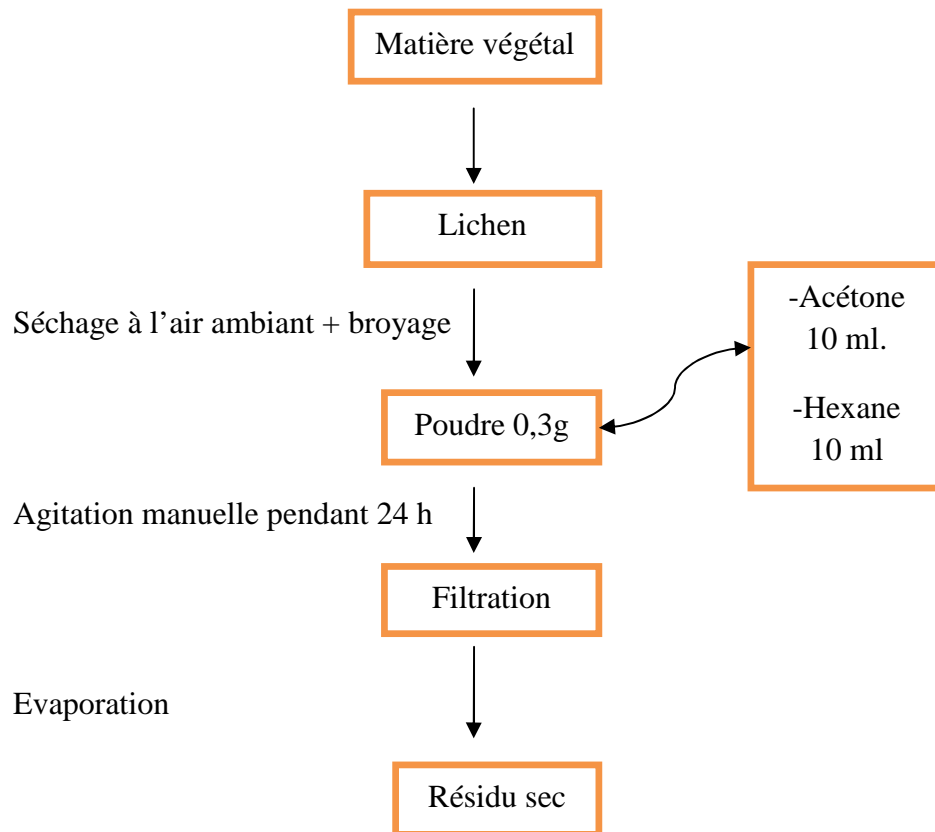 Matière végétal
Lichen
Séchage à l’air ambiant + broyage
-Acétone
10 ml.
-Hexane
10 ml
Poudre 0,3g
Agitation manuelle pendant 24 h
Filtration
Evaporation
Résidu sec